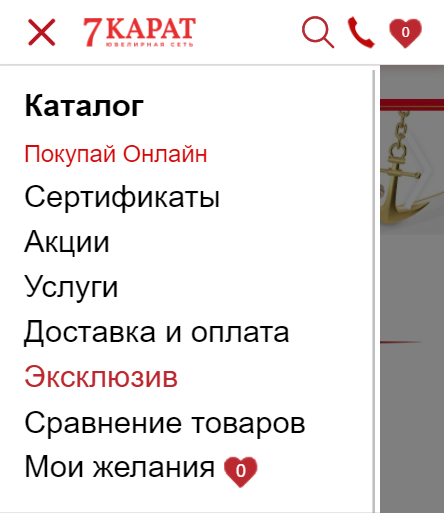 7 КАРАТ
ЮВЕЛИРНАЯ СЕТЬ
0
Каталог
Покупай Онлайн
Сертификаты
Акции
Услуги
Доставка и оплата
Эксклюзив
Сравнение товаров
Мои желания 0